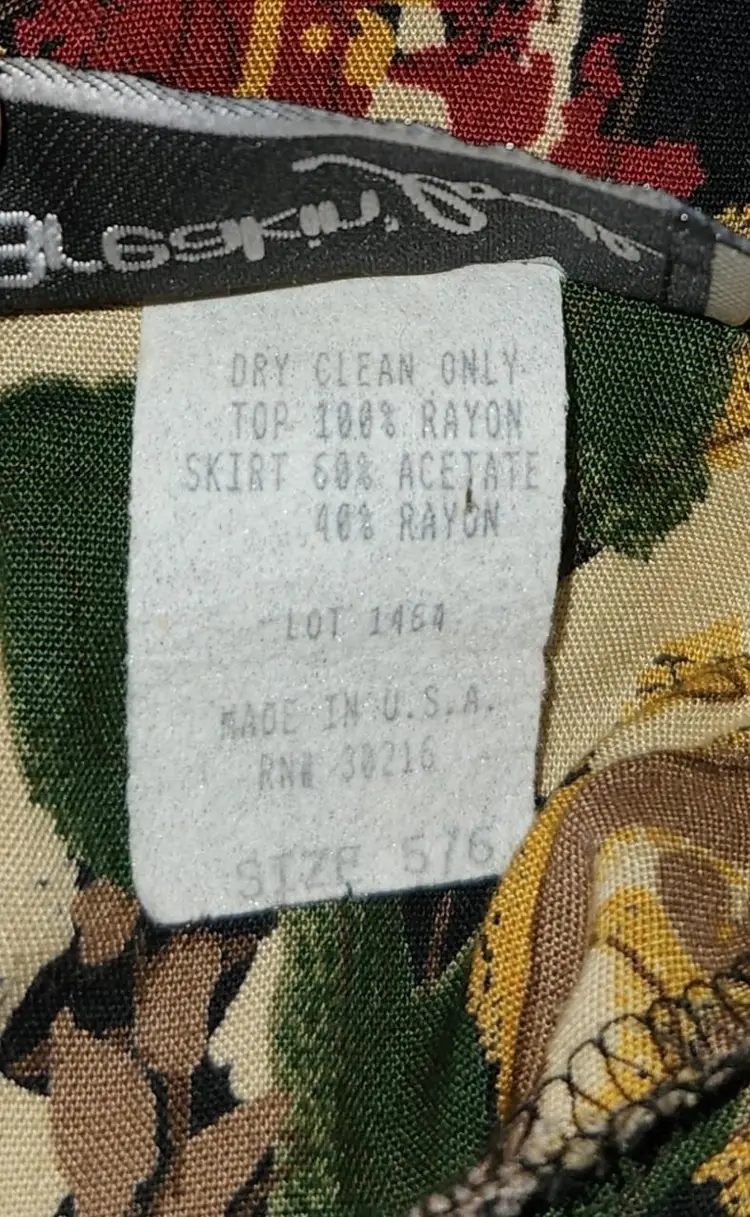 DRY CLEAN ONLY
TOP 100% RAYON
SKIRT 60% ACETATE
40% RAYON
LOT 1464
MADE IN U.S.A.
RN# 30216
SIZE 5/6